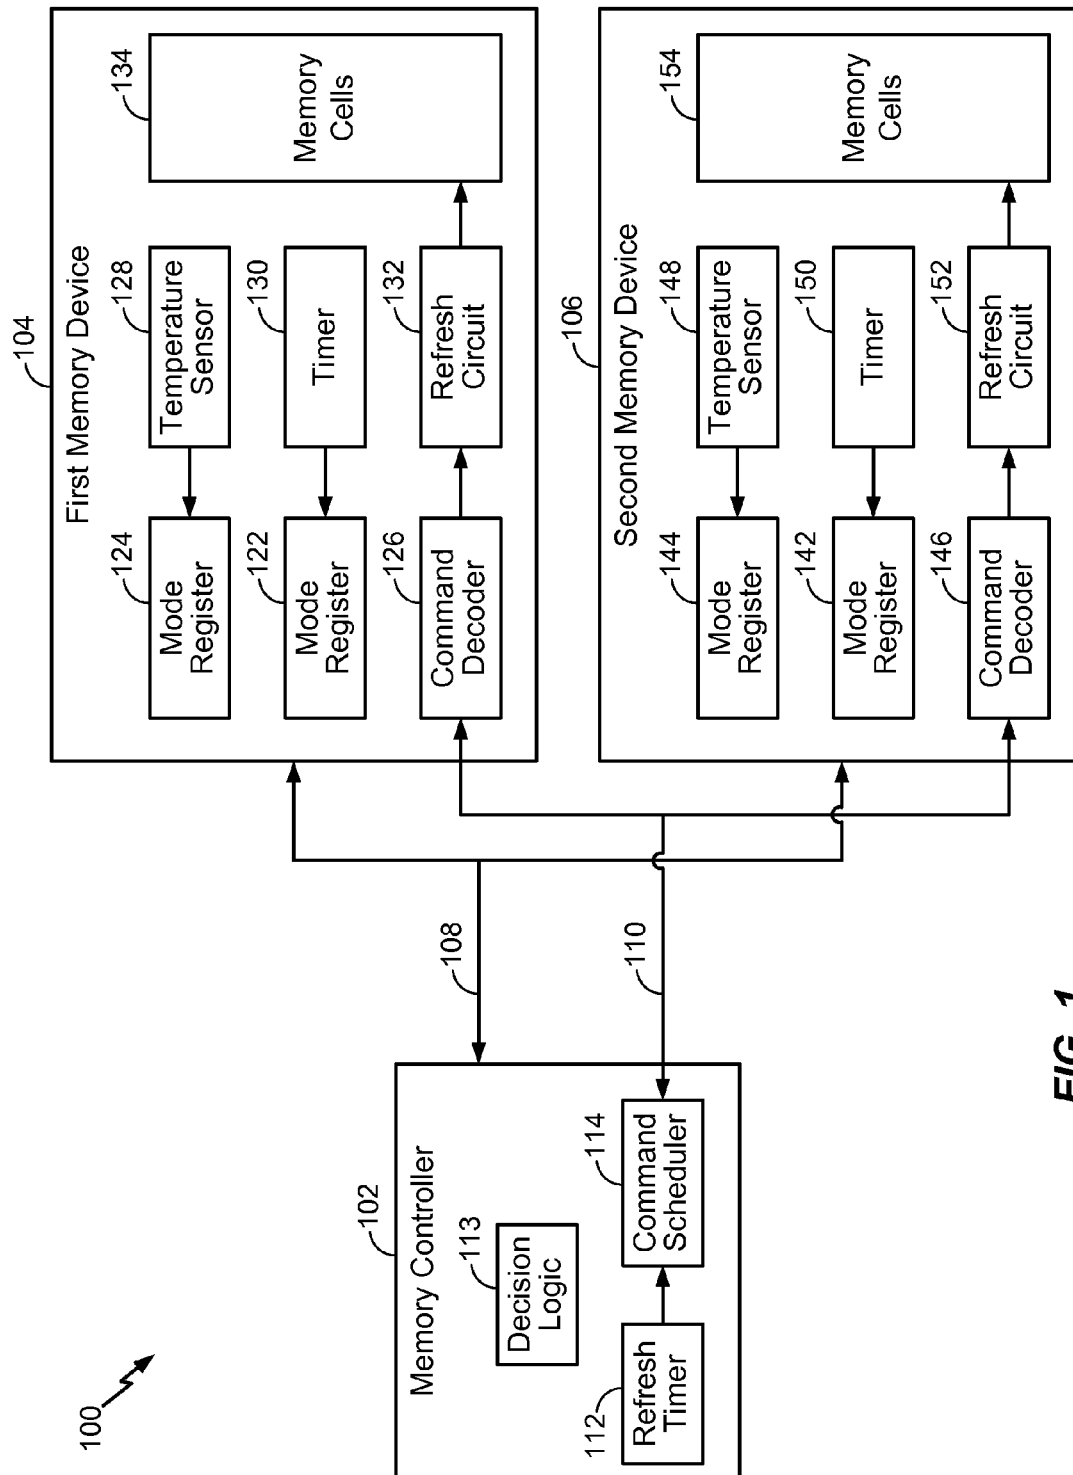 100
102
Memory Controller
113
Decision
Logic
112
Refresh
Timer
114
Command
Scheduler
108
110
104
First Memory Device
124
Mode
Register
128
Temperature
Sensor
122
Mode
Register
130
Timer
126
Command
Decoder
132
Refresh
Circuit
134
Memory
Cells
106
Second Memory Device
144
Mode
Register
148
Temperature
Sensor
142
Mode
Register
150
Timer
146
Command
Decoder
152
Refresh
Circuit
154
Memory
Cells
FIG. 1